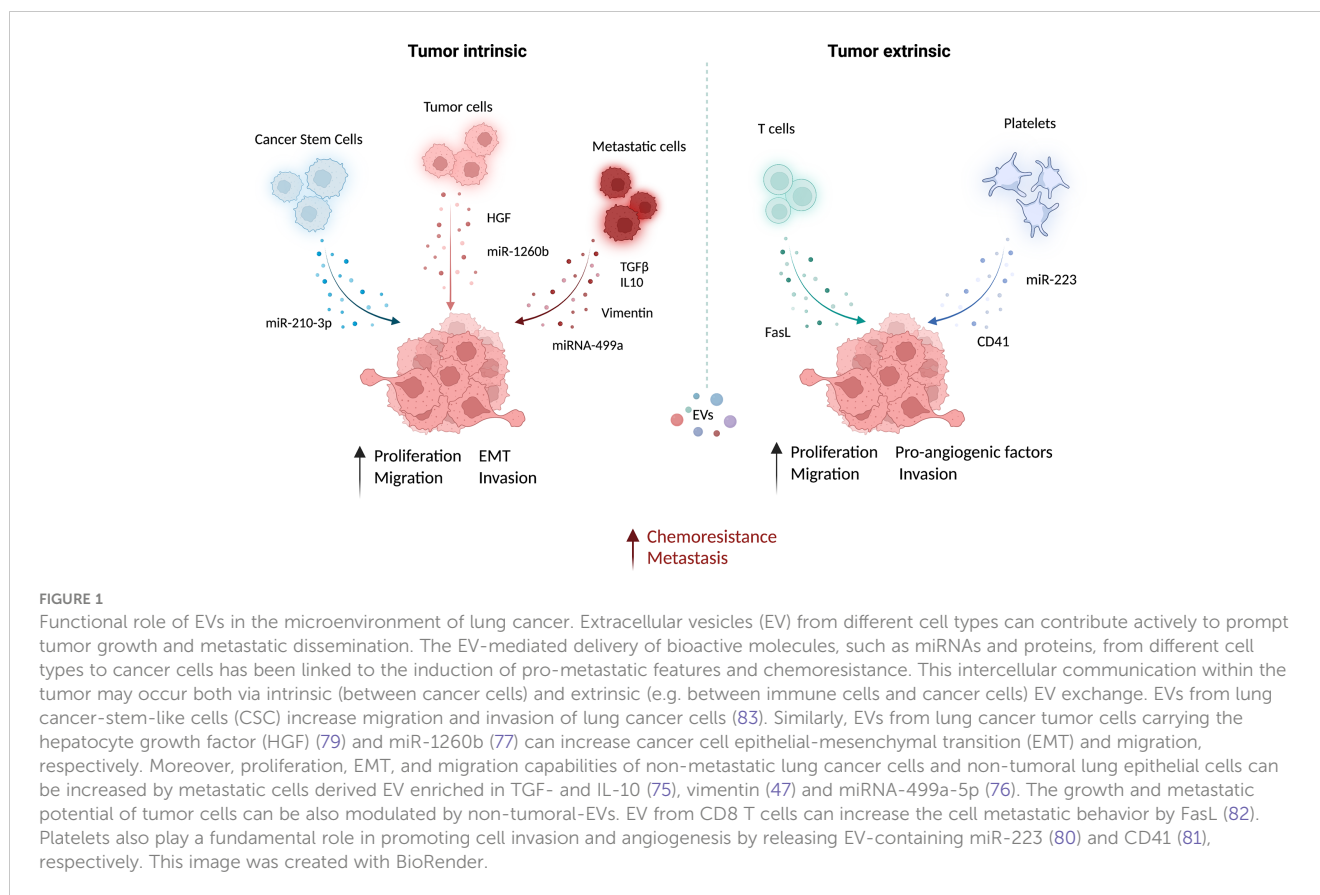 Tumor intrinsic
Tumor extrinsic
Cancer Stem Cells
Tumor cells
Metastatic cells
T cells
Platelets
HGF
miR-1260b
TGFβ
IL10
Vimentin
miRNA-499a
miR-210-3p
FasL
miR-223
CD41
EVs
Proliferation EMT
Migration Invasion
Proliferation Pro-angiogenic factors
Migration Invasion
Chemoresistance
Metastasis
FIGURE 1
Functional role of EVs in the microenvironment of lung cancer. Extracellular vesicles (EV) from different cell types can contribute actively to prompt
tumor growth and metastatic dissemination. The EV-mediated delivery of bioactive molecules, such as miRNAs and proteins, from different cell
types to cancer cells has been linked to the induction of pro-metastatic features and chemoresistance. This intercellular communication within the
tumor may occur both via intrinsic (between cancer cells) and extrinsic (e.g. between immune cells and cancer cells) EV exchange. EVs from lung
cancer-stem-like cells (CSC) increase migration and invasion of lung cancer cells (83). Similarly, EVs from lung cancer tumor cells carrying the
hepatocyte growth factor (HGF) (79) and miR-1260b (77) can increase cancer cell epithelial-mesenchymal transition (EMT) and migration,
respectively. Moreover, proliferation, EMT, and migration capabilities of non-metastatic lung cancer cells and non-tumoral lung epithelial cells can
be increased by metastatic cells derived EV enriched in TGF- and IL-10 (75), vimentin (47) and miRNA-499a-5p (76). The growth and metastatic
potential of tumor cells can be also modulated by non-tumoral-EVs. EV from CD8 T cells can increase the cell metastatic behavior by FasL (82).
Platelets also play a fundamental role in promoting cell invasion and angiogenesis by releasing EV-containing miR-223 (80) and CD41 (81),
respectively. This image was created with BioRender.